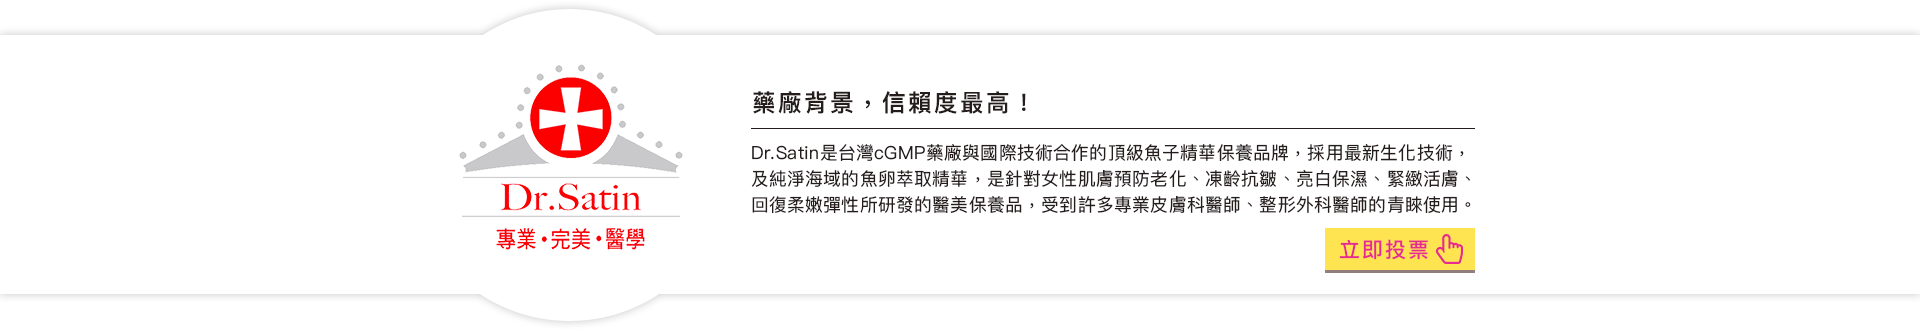 Dr.Satin
專業•完美•醫學
藥廠背景，信賴度最高！
Dr.Satin是台灣cGMP藥廠與國際技術合作的頂級魚子精華保養品牌，採用最新生化技術，
及純淨海域的魚卵萃取精華，是針對女性肌膚預防老化、凍齡抗皺、亮白保濕、緊緻活膚、
回復柔嫩彈性所研發的醫美保養品，受到許多專業皮膚科醫師、整形外科醫師的青睞使用。
立即投票